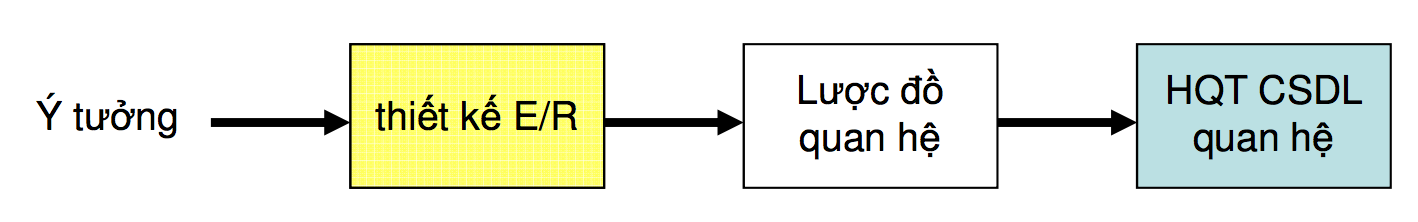 Ý tưởng
thiết kế E/R
Lược đồ
quan hệ
HQT CSDL
quan hệ